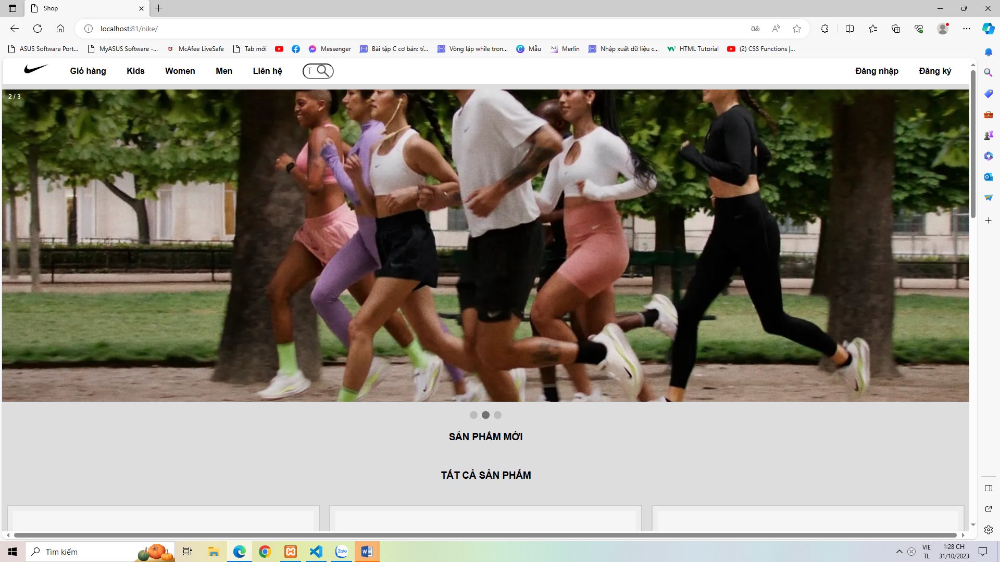 Shop
localhost:81/nike/
ASUS Software Port... MyASUS Software -... McAfee LiveSafe Tab mới Messenger Bài tập C cơ bản: tí... Vòng lặp while tron... Mẫu Merlin Nhập xuất dữ liệu c... HTML Tutorial (2) CSS Functions |...
Giỏ hàng Kids Women Men Liên hệ T Đăng nhập Đăng ký
2 / 3
SẢN PHẨM MỚI
TẤT CẢ SẢN PHẨM
Tìm kiếm
Zalo
VIE
TL
1:28 CH
31/10/2023